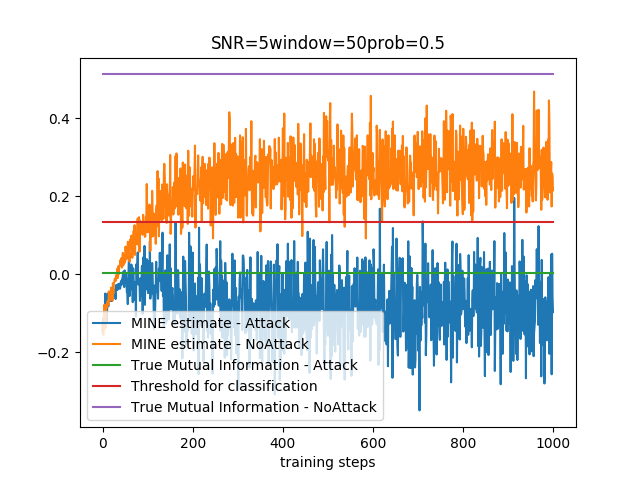 SNR=5window=50prob=0.5
0.4
0.2
0.0
−0.2
MINE estimate - Attack
MINE estimate - NoAttack
True Mutual Information - Attack
Threshold for classification
True Mutual Information - NoAttack
0 200 400 600 800 1000
training steps